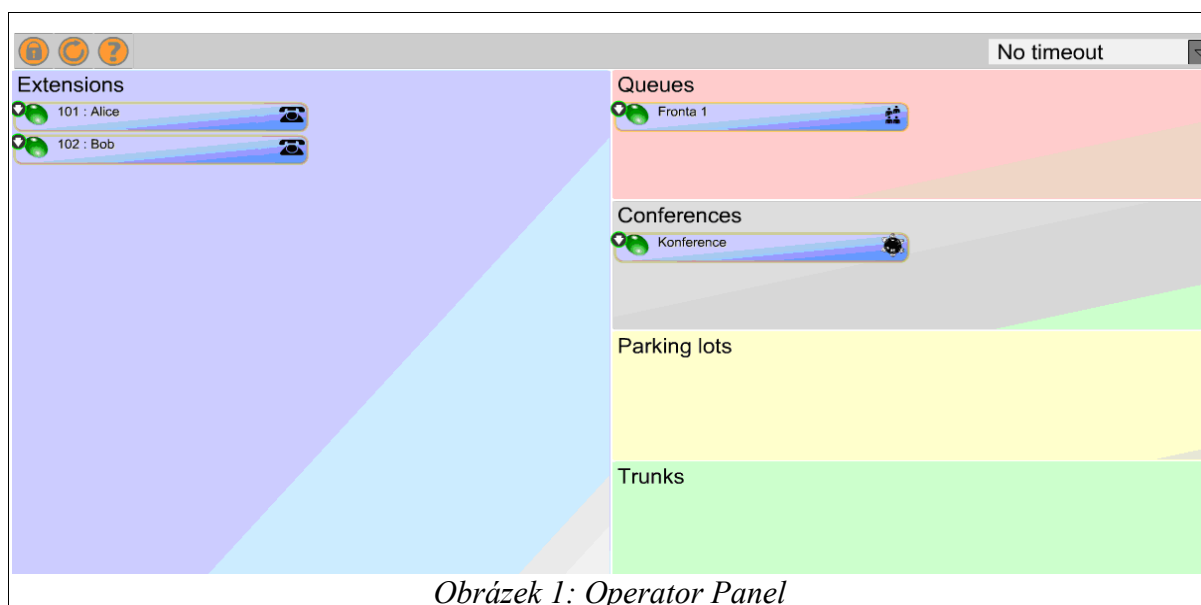 No timeout
Extensions
101 : Alice
102 : Bob
Queues
Fronta 1
Conferences
Konference
Parking lots
Trunks
Obrázek 1: Operator Panel